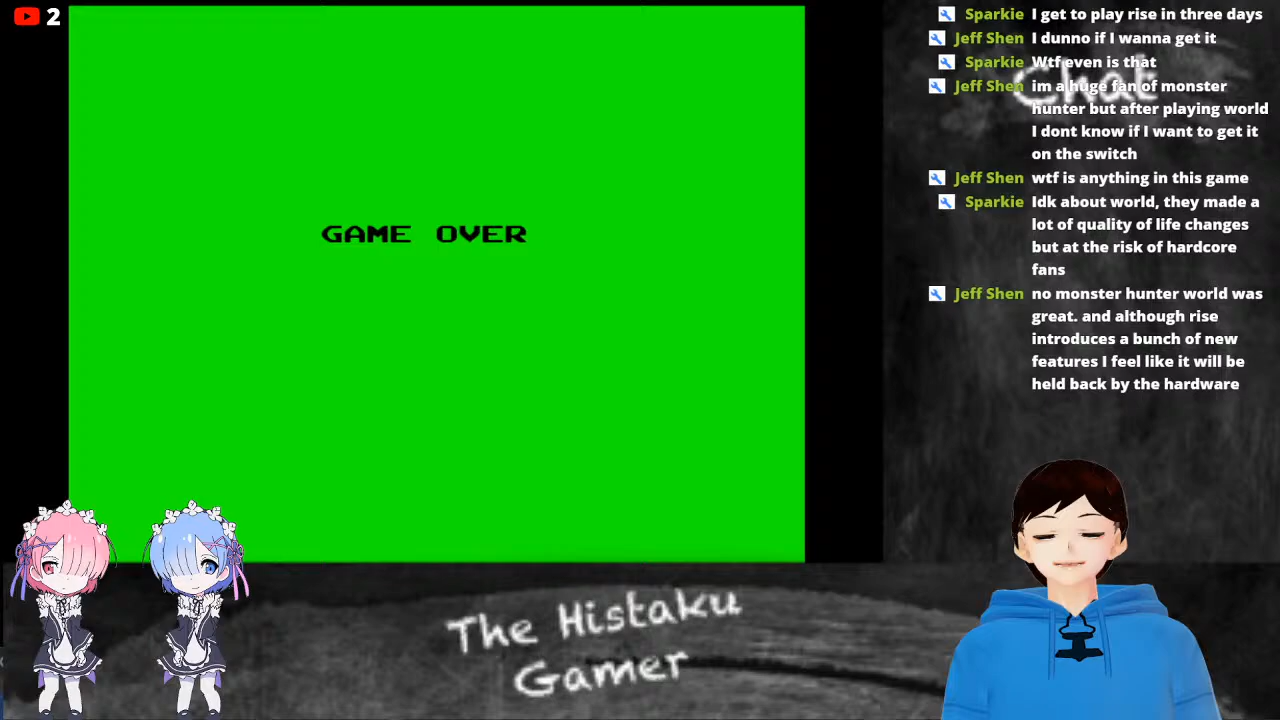 2
GAME OVER
Sparkie I get to play rise in three days
Jeff Shen I dunno if I wanna get it
Sparkie Wtf even is that
Chat
Jeff Shen im a huge fan of monster
hunter but after playing world
I dont know if I want to get it
on the switch
Jeff Shen wtf is anything in this game
Sparkie Idk about world, they made a
lot of quality of life changes
but at the risk of hardcore
fans
Jeff Shen no monster hunter world was
great. and although rise
introduces a bunch of new
features I feel like it will be
held back by the hardware
The Histaku
Gamer